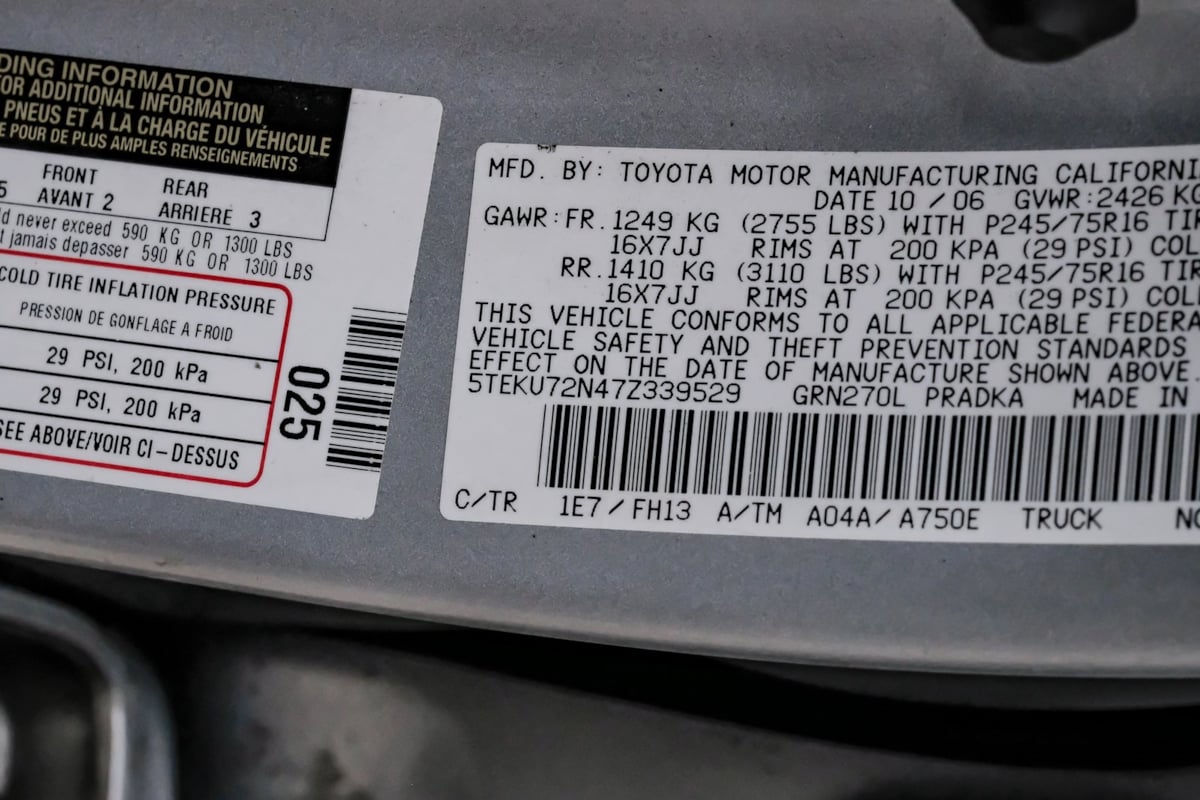 DING INFORMATION
OR ADDITIONAL INFORMATION
PNEUS ET À LA CHARGE DU VÉHICULE
E POUR DE PLUS AMPLES RENSEIGNEMENTS
5 FRONT REAR
AVANT 2 ARRIERE 3
ld never exceed 590 KG OR 1300 LBS
t jamais depasser 590 KG OR 1300 LBS
COLD TIRE INFLATION PRESSURE
PRESSION DE GONFLAGE A FROID
29 PSI, 200 kPa
29 PSI, 200 kPa
SEE ABOVE/VOIR CI-DESSUS
025
MFD. BY: TOYOTA MOTOR MANUFACTURING CALIFORNI
DATE 10/06 GVWR:2426 KG
GAWR:FR.1249 KG (2755 LBS) WITH P245/75R16 TIR
16X7JJ RIMS AT 200 KPA (29 PSI) COL
RR.1410 KG (3110 LBS) WITH P245/75R16 TIR
16X7JJ RIMS AT 200 KPA (29 PSI) COL
THIS VEHICLE CONFORMS TO ALL APPLICABLE FEDERA
VEHICLE SAFETY AND THEFT PREVENTION STANDARDS
EFFECT ON THE DATE OF MANUFACTURE SHOWN ABOVE.
5TEKU72N47Z339529 GRN270L PRADKA MADE IN
C/TR 1E7/FH13 A/TM A04A/A750E TRUCK NO